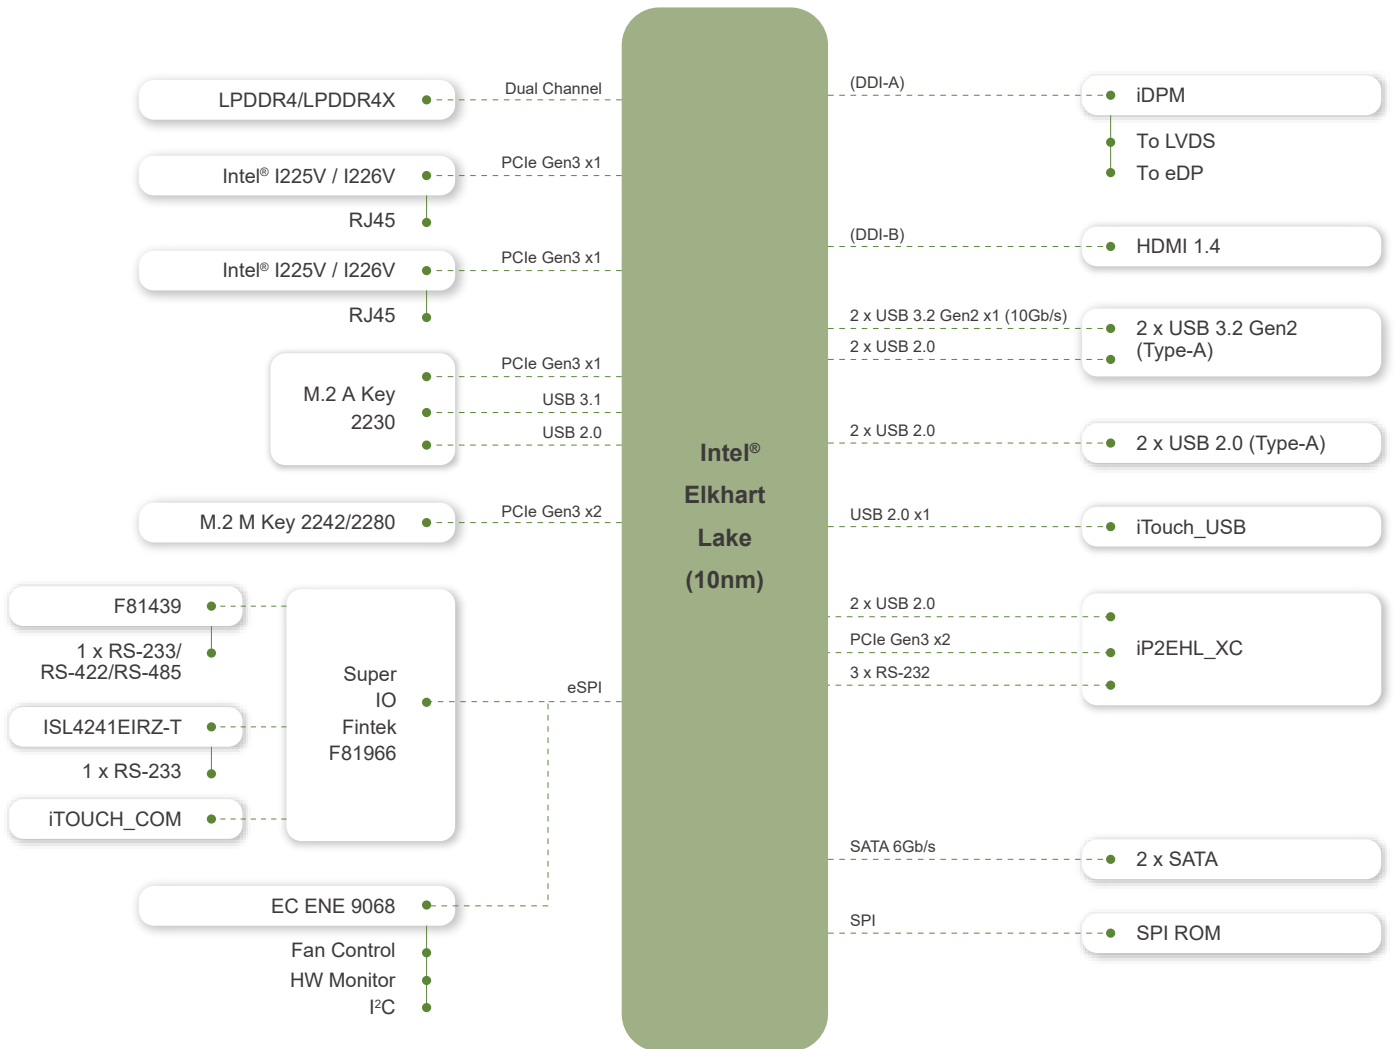 Dual Channel
LPDDR4/LPDDR4X
PCIe Gen3 x1
Intel® I225V / I226V
RJ45
PCIe Gen3 x1
Intel® I225V / I226V
RJ45
PCIe Gen3 x1
USB 3.1
USB 2.0
M.2 A Key
2230
PCIe Gen3 x2
M.2 M Key 2242/2280
F81439
1 x RS-233/
RS-422/RS-485
ISL4241EIRZ-T
1 x RS-233
iTOUCH_COM
Super
IO
Fintek
F81966
eSPI
EC ENE 9068
Fan Control
HW Monitor
I²C
Intel®
Elkhart
Lake
(10nm)
(DDI-A)
iDPM
To LVDS
To eDP
(DDI-B)
HDMI 1.4
2 x USB 3.2 Gen2 x1 (10Gb/s)
2 x USB 2.0
2 x USB 3.2 Gen2
(Type-A)
2 x USB 2.0
2 x USB 2.0 (Type-A)
USB 2.0 x1
iTouch_USB
2 x USB 2.0
PCIe Gen3 x2
3 x RS-232
iP2EHL_XC
SATA 6Gb/s
2 x SATA
SPI
SPI ROM